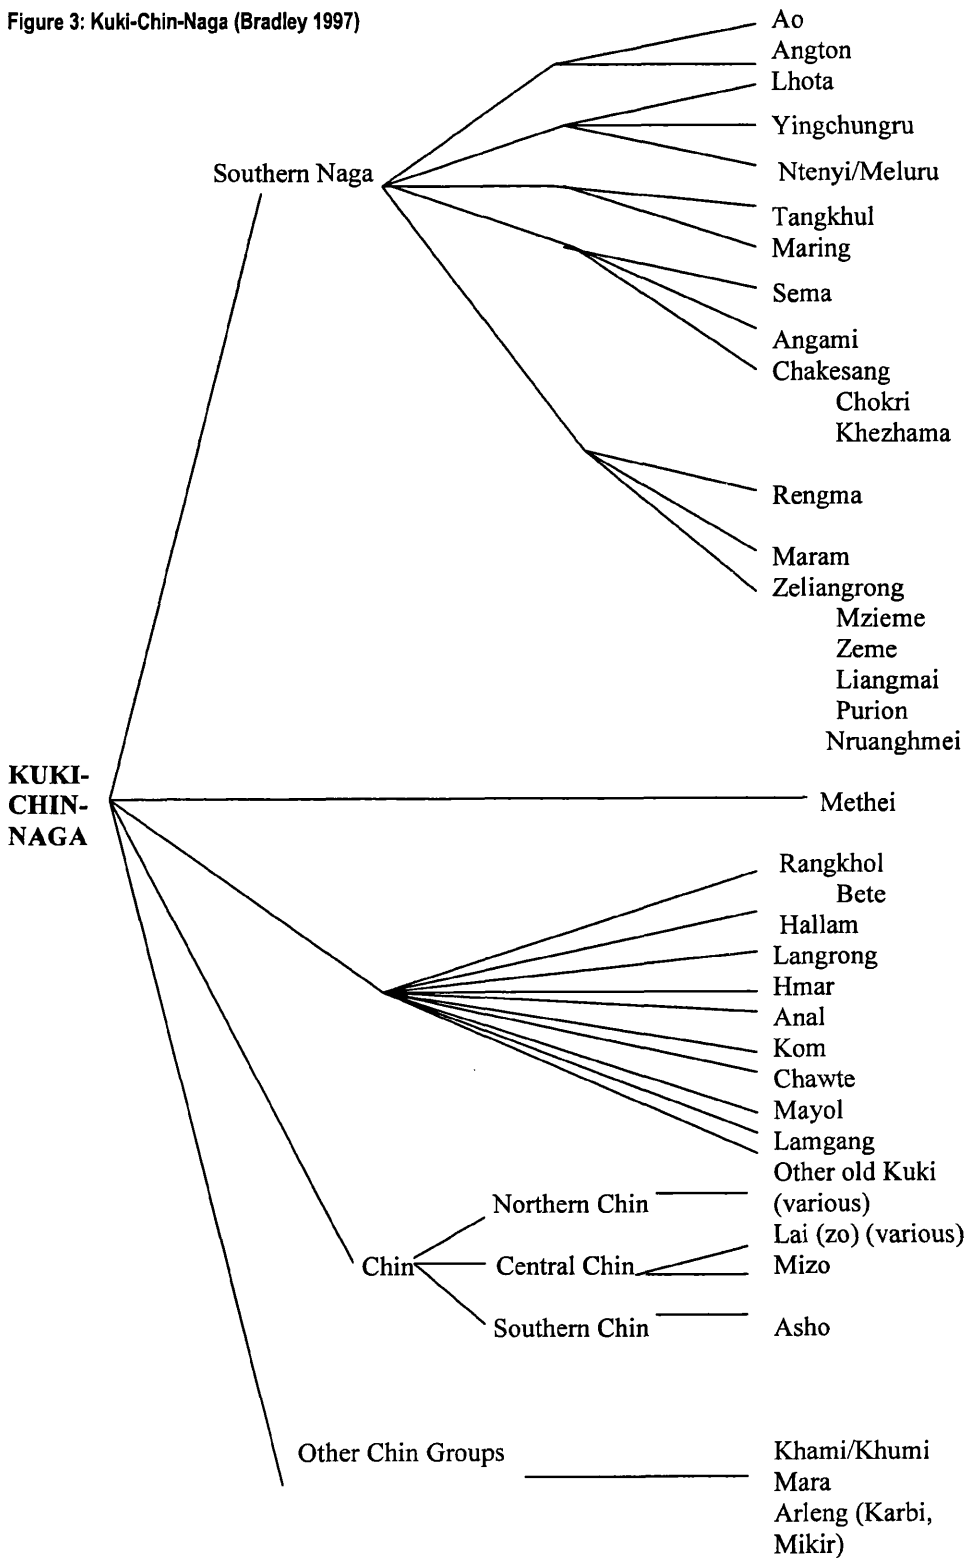 Figure 3: Kuki-Chin-Naga (Bradley 1997)
Ao
Angton
Lhota
Yingchungru
Ntenyi/Meluru
Southern Naga
Tangkhul
Maring
Sema
Angami
Chakesang
Chokri
Khezhama
Rengma
Maram
Zeliangrong
Mzieme
Zeme
Liangmai
Purion
Nruanghmei
KUKI-
CHIN-
NAGA
Methei
Rangkhol
Bete
Hallam
Langrong
Hmar
Anal
Kom
Chawte
Mayol
Lamgang
Other old Kuki
(various)
Northern Chin
Lai (zo) (various)
Chin
Central Chin
Mizo
Southern Chin
Asho
Other Chin Groups
Khami/Khumi
Mara
Arleng (Karbi,
Mikir)